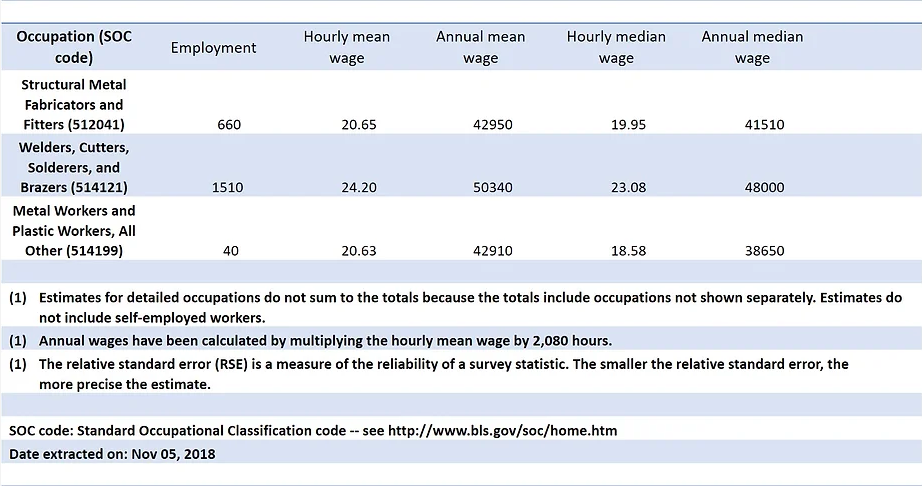 Occupation (SOC
code)
Employment
Hourly mean
wage
Annual mean
wage
Hourly median
wage
Annual median
wage
Structural Metal
Fabricators and
Fitters (512041) 660 20.65 42950 19.95 41510
Welders, Cutters,
Solderers, and
Brazers (514121) 1510 24.20 50340 23.08 48000
Metal Workers and
Plastic Workers, All
Other (514199) 40 20.63 42910 18.58 38650
(1) Estimates for detailed occupations do not sum to the totals because the totals include occupations not shown separately. Estimates do
not include self-employed workers.
(1) Annual wages have been calculated by multiplying the hourly mean wage by 2,080 hours.
(1) The relative standard error (RSE) is a measure of the reliability of a survey statistic. The smaller the relative standard error, the
more precise the estimate.
SOC code: Standard Occupational Classification code -- see http://www.bls.gov/soc/home.htm
Date extracted on: Nov 05, 2018